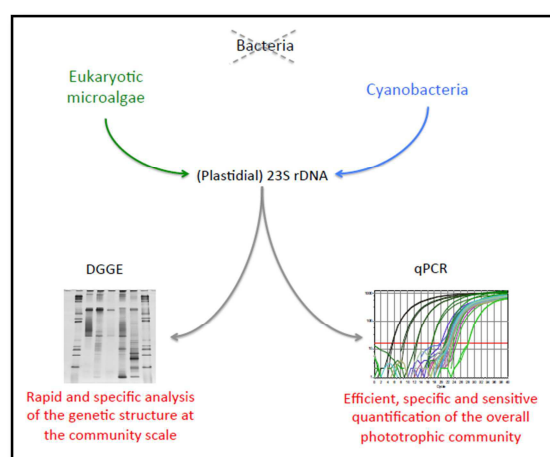 Bacteria
Eukaryotic
microalgae
Cyanobacteria
(Plastidial) 23S rDNA
DGGE
qPCR
Rapid and specific analysis
of the genetic structure at
the community scale
Efficient, specific and sensitive
quantification of the overall
phototrophic community